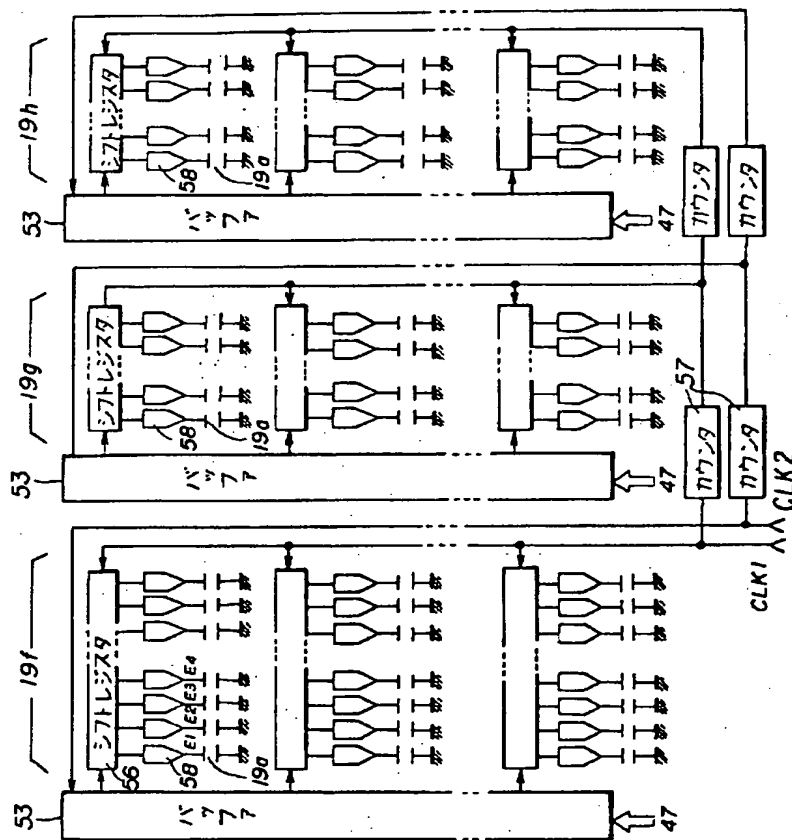 19f
19g
19h
53
バッファ
シフトレジスタ
56
58
E1 E2 E3 E4
19a
47
53
バッファ
シフトレジスタ
58
19a
47
53
バッファ
シフトレジスタ
58
19a
47
カウンタ
カウンタ
57
カウンタ
カウンタ
CLK1
CLK2